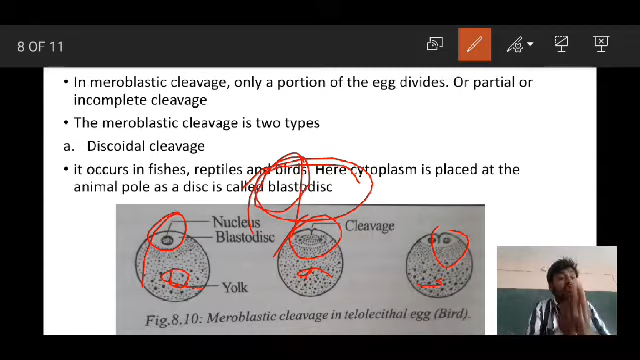 8 OF 11
• In meroblastic cleavage, only a portion of the egg divides. Or partial or
incomplete cleavage
• The meroblastic cleavage is two types
a. Discoidal cleavage
• it occurs in fishes, reptiles and birds. Here cytoplasm is placed at the
animal pole as a disc is called blastodisc
Nucleus
Blastodisc
Cleavage
Yolk
Fig.8.10: Meroblastic cleavage in telolecithal egg (Bird).